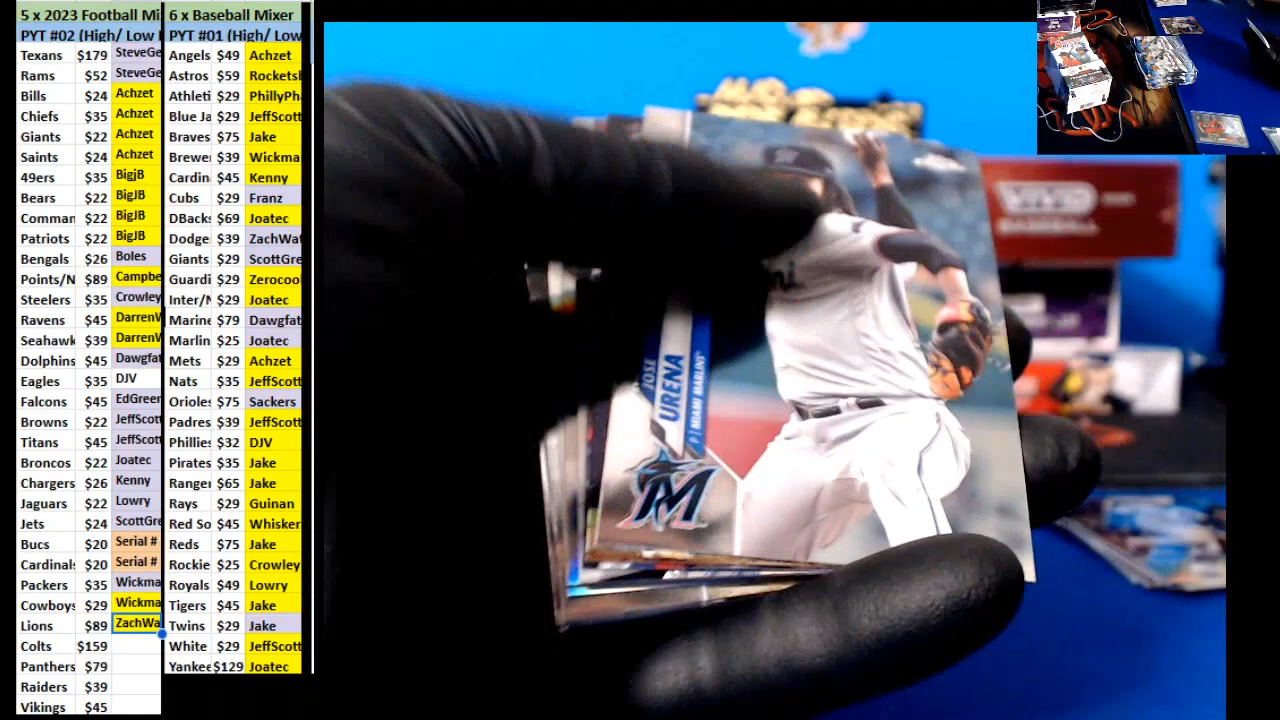 5 x 2023 Football Mi
PYT #02 (High/ Low
Texans $179 SteveGe
Rams $52 SteveGe
Bills $24 Achzet
Chiefs $35 Achzet
Giants $22 Achzet
Saints $24 Achzet
49ers $35 BigjB
Bears $22 BigJB
Comman $22 BigJB
Patriots $22 BigJB
Bengals $26 Boles
Points/N $89 Campbe
Steelers $35 Crowley
Ravens $45 DarrenW
Seahawk $39 DarrenW
Dolphins $45 Dawgfat
Eagles $35 DJV
Falcons $45 EdGreer
Browns $22 JeffScott
Titans $45 JeffScott
Broncos $22 Joatec
Chargers $26 Kenny
Jaguars $22 Lowry
Jets $24 ScottGre
Bucs $20 Serial #
Cardinals $20 Serial #
Packers $35 Wickma
Cowboys $29 Wickma
Lions $89 ZachWa
Colts $159
Panthers $79
Raiders $39
Vikings $45
6 x Baseball Mixer
PYT #01 (High/ Low
Angels $49 Achzet
Astros $59 Rocketsh
Athleti $29 PhillyPh
Blue Ja $29 JeffScott
Braves $75 Jake
Brewe $39 Wickma
Cardin $45 Kenny
Cubs $29 Franz
DBacks $69 Joatec
Dodge $39 ZachWat
Giants $29 ScottGre
Guardi $29 Zerocool
Inter/N $29 Joatec
Marine $79 Dawgfat
Marlin $25 Joatec
Mets $29 Achzet
Nats $35 JeffScott
Oriole $75 Sackers
Padres $39 JeffScott
Phillies $32 DJV
Pirates $35 Jake
Ranger $65 Jake
Rays $29 Guinan
Red So $45 Whisker
Reds $75 Jake
Rockie $25 Crowley
Royals $49 Lowry
Tigers $45 Jake
Twins $29 Jake
White $29 JeffScott
Yankee $129 Joatec
JOSE
URENA
P | MIAMI MARLINS
M
VIVID
BASEBALL